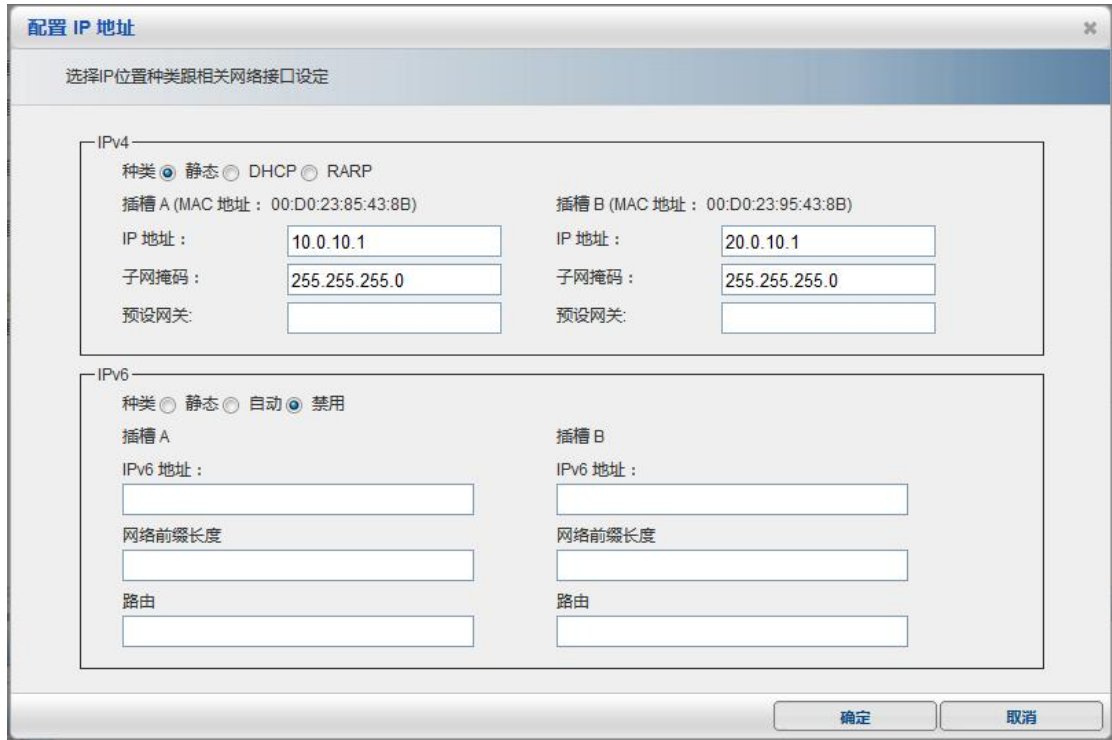 配置 IP 地址
选择IP位置种类跟相关网络接口设定
IPv4
种类 静态 DHCP RARP
插槽 A (MAC 地址： 00:D0:23:85:43:8B) 插槽 B (MAC 地址： 00:D0:23:95:43:8B)
IP 地址： 10.0.10.1 IP 地址： 20.0.10.1
子网掩码： 255.255.255.0 子网掩码： 255.255.255.0
预设网关: 预设网关:
IPv6
种类 静态 自动 禁用
插槽 A 插槽 B
IPv6 地址： IPv6 地址：
网络前缀长度 网络前缀长度
路由 路由
确定 取消